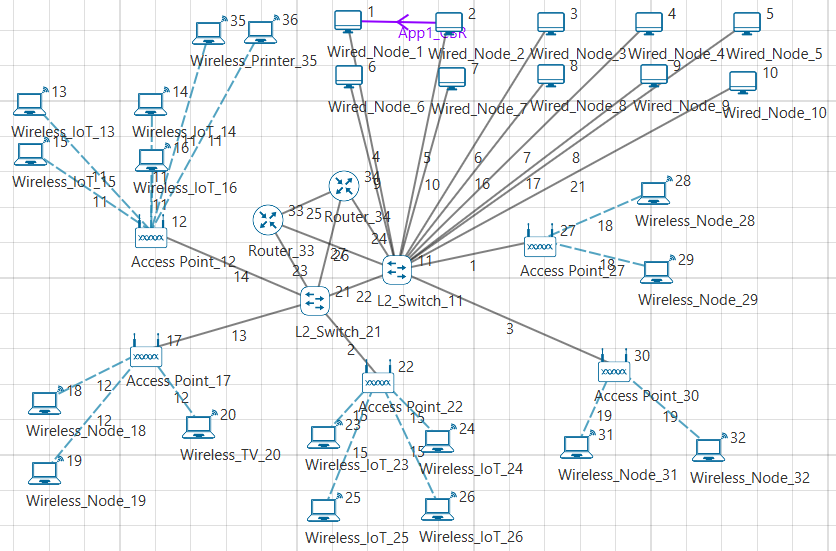 35
36
Wireless_Printer_35
1
2
3
4
5
App1_CBR
Wired_Node_1
Wired_Node_2
Wired_Node_3
Wired_Node_4
Wired_Node_5
6
7
8
9
10
Wired_Node_6
Wired_Node_7
Wired_Node_8
Wired_Node_9
Wired_Node_10
13
14
Wireless_IoT_13
Wireless_IoT_14
15
16
11
Wireless_IoT_15
Wireless_IoT_16
11
11
11
11
11
12
Access Point_12
14
4
5
6
7
8
9
10
16
17
21
34
Router_34
33
25
Router_33
24
27
26
23
28
Wireless_Node_28
18
27
Access Point_27
18
29
Wireless_Node_29
11
1
L2_Switch_11
21
22
L2_Switch_21
13
2
3
17
Access Point_17
12
12
12
18
Wireless_Node_18
20
Wireless_TV_20
19
Wireless_Node_19
22
Access Point_22
15
15
15
15
23
24
Wireless_IoT_23
Wireless_IoT_24
25
26
Wireless_IoT_25
Wireless_IoT_26
30
Access Point_30
19
19
31
32
Wireless_Node_31
Wireless_Node_32